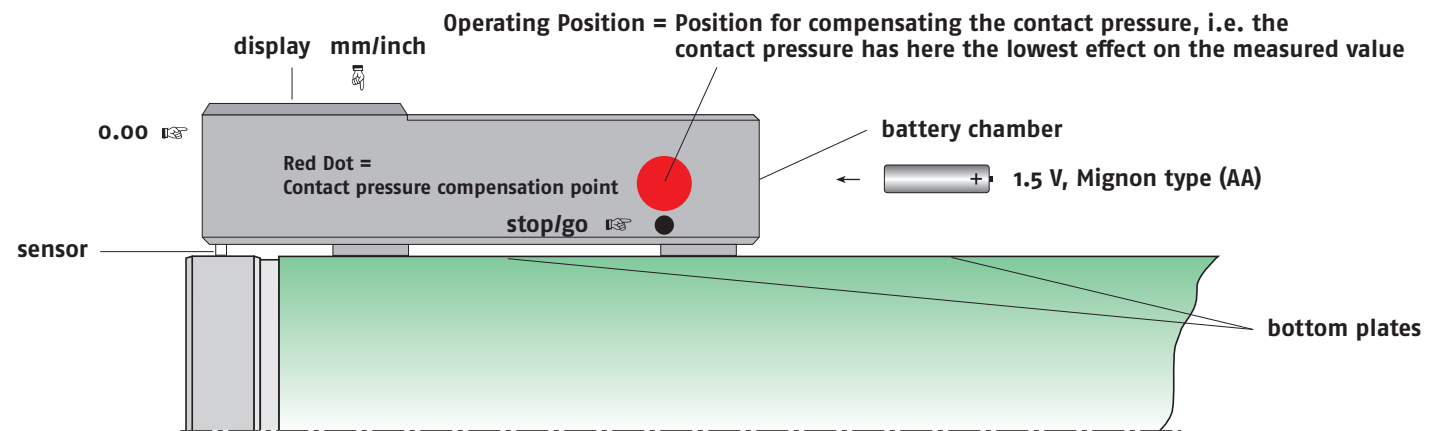 Operating Position = Position for compensating the contact pressure, i.e. the
contact pressure has here the lowest effect on the measured value
display mm/inch
0.00
battery chamber
Red Dot =
Contact pressure compensation point
+
1.5 V, Mignon type (AA)
stop/go
sensor
bottom plates